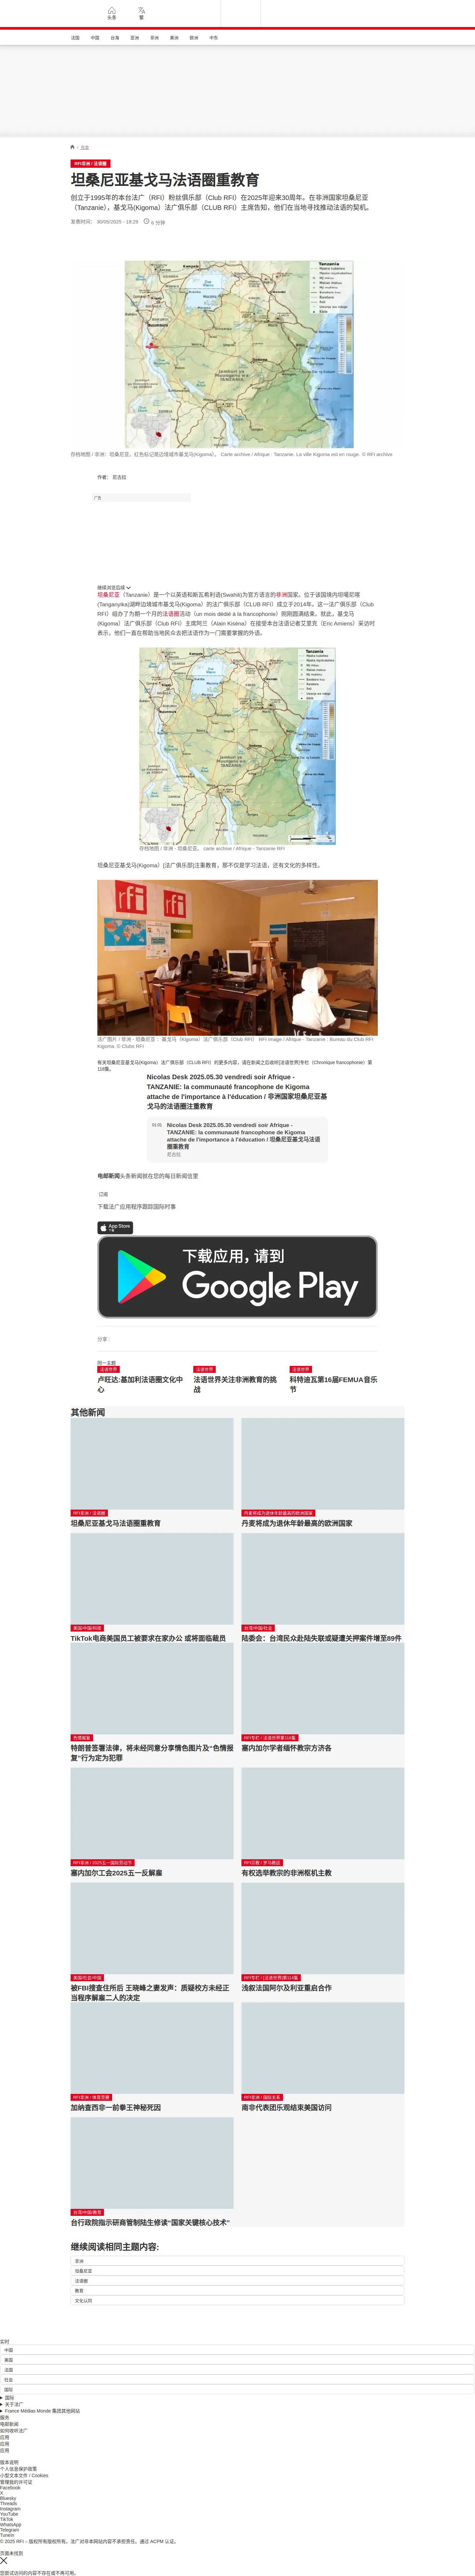 头条
繁
法国
中国
台海
亚洲
非洲
美洲
欧洲
中东
/ 法语
RFI非洲 / 法语圈
坦桑尼亚基戈马法语圈重教育
创立于1995年的本台法广（RFI）粉丝俱乐部（Club RFI）在2025年迎来30周年。在非洲国家坦桑尼亚
（Tanzanie），基戈马(Kigoma）法广俱乐部（CLUB RFI）主席告知，他们在当地寻找推动法语的契机。
发表时间： 30/05/2025 - 18:29
6 分钟
存档地图 / 非洲：坦桑尼亚。红色标记是边境城市基戈马(Kigoma）。 Carte archive / Afrique : Tanzanie. La ville Kigoma est en rouge. © RFI archive
作者： 尼古拉
广告
继续浏览后续
坦桑尼亚（Tanzanie）是一个以英语和斯瓦希利语(Swahili)为官方语言的非洲国家。位于该国境内坦噶尼喀
(Tanganyika)湖畔边境城市基戈马(Kigoma）的法广俱乐部（CLUB RFI）成立于2014年。这一法广俱乐部（Club
RFI）组办了为期一个月的法语圈活动（un mois dédié à la francophonie）刚刚圆满结束。就此，基戈马
(Kigoma）法广俱乐部（Club RFI）主席阿兰（Alain Kisena）在接受本台法语记者艾里克（Eric Amiens）采访时
表示，他们一直在帮助当地民众去把法语作为一门需要掌握的外语。
存档地图 / 非洲 - 坦桑尼亚。 carte archive / Afrique - Tanzanie RFI
坦桑尼亚基戈马(Kigoma）[法广俱乐部]注重教育，那不仅是学习法语，还有文化的多样性。
法广图片 / 非洲 - 坦桑尼亚 ：基戈马（Kigoma）法广俱乐部（Club RFI） RFI Image / Afrique - Tanzanie : Bureau du Club RFI
Kigoma © Clubs RFI
有关坦桑尼亚基戈马(Kigoma）法广俱乐部（CLUB RFI）的更多内容，请在新闻之后收听[法语世界]专栏（Chronique francophonie）第
118集。
Nicolas Desk 2025.05.30 vendredi soir Afrique -
TANZANIE: la communauté francophone de Kigoma
attache de l'importance à l'éducation / 非洲国家坦桑尼亚基
戈马的法语圈注重教育
01:01
Nicolas Desk 2025.05.30 vendredi soir Afrique -
TANZANIE: la communauté francophone de Kigoma
attache de l'importance à l'éducation / 坦桑尼亚基戈马法语
圈重教育
尼古拉
电邮新闻头条新闻就在您的每日新闻信里
订阅
下载法广应用程序跟踪国际时事
App Store
下载应用，请到
Google Play
分享 :
同一主题
法语世界
卢旺达:基加利法语圈文化中
心
法语世界
法语世界关注非洲教育的挑
战
法语世界
科特迪瓦第16届FEMUA音乐
节
其他新闻
RFI非洲 / 法语圈
坦桑尼亚基戈马法语圈重教育
丹麦将成为退休年龄最高的欧洲国家
丹麦将成为退休年龄最高的欧洲国家
美国/中国/科技
TikTok电商美国员工被要求在家办公 或将面临裁员
台湾/中国/社会
陆委会：台湾民众赴陆失联或疑遭关押案件增至89件
色情报复
特朗普签署法律，将未经同意分享情色图片及“色情报
复”行为定为犯罪
RFI专栏 / 法语世界第116集
塞内加尔学者缅怀教宗方济各
RFI非洲 / 2025五一国际劳动节
塞内加尔工会2025五一反解雇
RFI宗教 / 罗马教廷
有权选举教宗的非洲枢机主教
美国/社会/中国
被FBI搜查住所后 王晓峰之妻发声：质疑校方未经正
当程序解雇二人的决定
RFI专栏 / [法语世界]第114集
浅叙法国阿尔及利亚重启合作
RFI非洲 / 体育竞赛
加纳查西非一前拳王神秘死因
RFI非洲 / 国际关系
南非代表团乐观结束美国访问
台湾/中国/教育
台行政院指示研商管制陆生修读“国家关键核心技术”
继续阅读相同主题内容:
非洲
坦桑尼亚
法语圈
教育
文化认同
实时
中国
美国
法国
社会
国际
国际
关于法广
France Médias Monde 集团其他网站
服务
电邮新闻
如何收听法广
应用
应用
应用
版本说明
个人信息保护政策
小型文本文件 / Cookies
管理我的许可证
Facebook
X
Bluesky
Threads
Instagram
YouTube
TikTok
WhatsApp
Telegram
TuneIn
© 2025 RFI – 版权所有版权所有。法广对非本网站内容不承担责任。通过 ACPM 认证。
页面未找到
您尝试访问的内容不存在或不再可用。